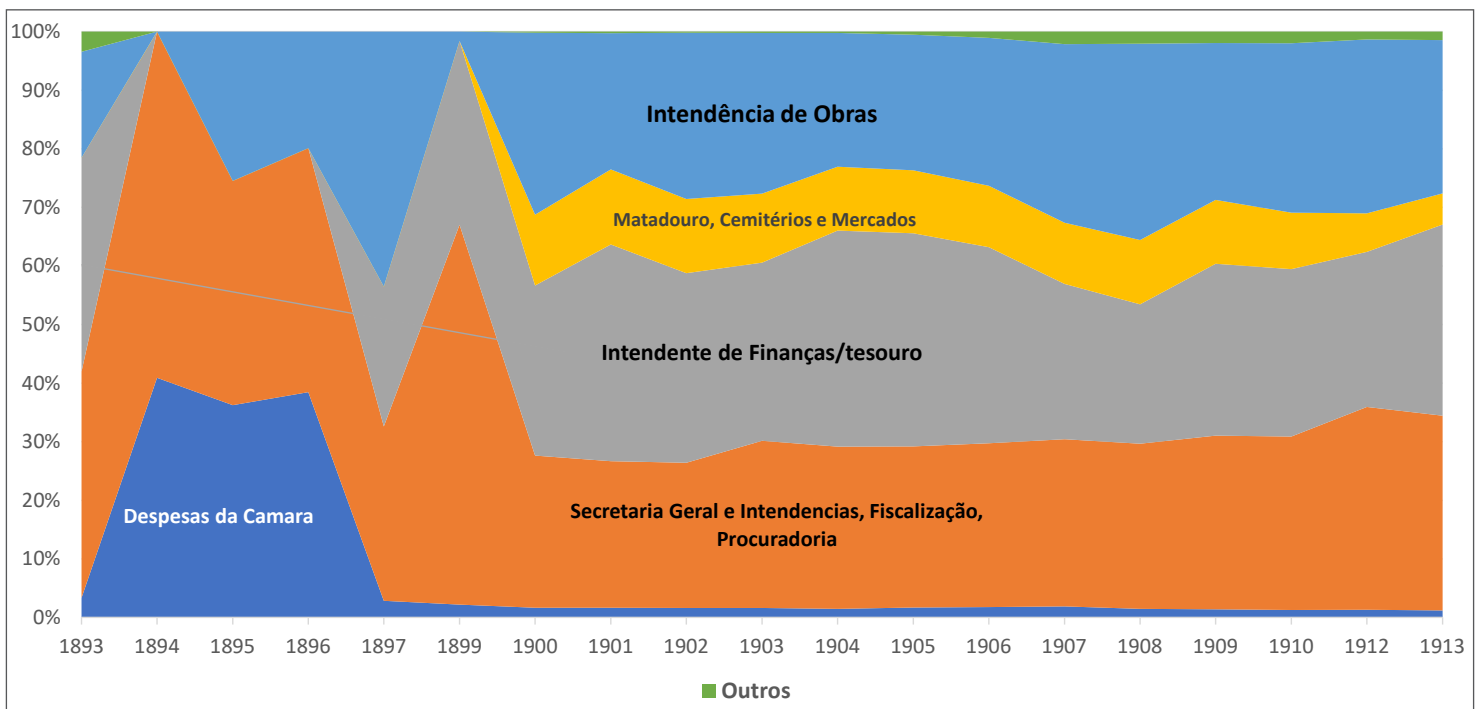 100%
90%
80%
70%
60%
50%
40%
30%
20%
10%
0%
Intendência de Obras
Matadouro, Cemitérios e Mercados
Intendente de Finanças/tesouro
Despesas da Camara
Secretaria Geral e Intendencias, Fiscalização,
Procuradoria
1893 1894 1895 1896 1897 1899 1900 1901 1902 1903 1904 1905 1906 1907 1908 1909 1910 1912 1913
Outros